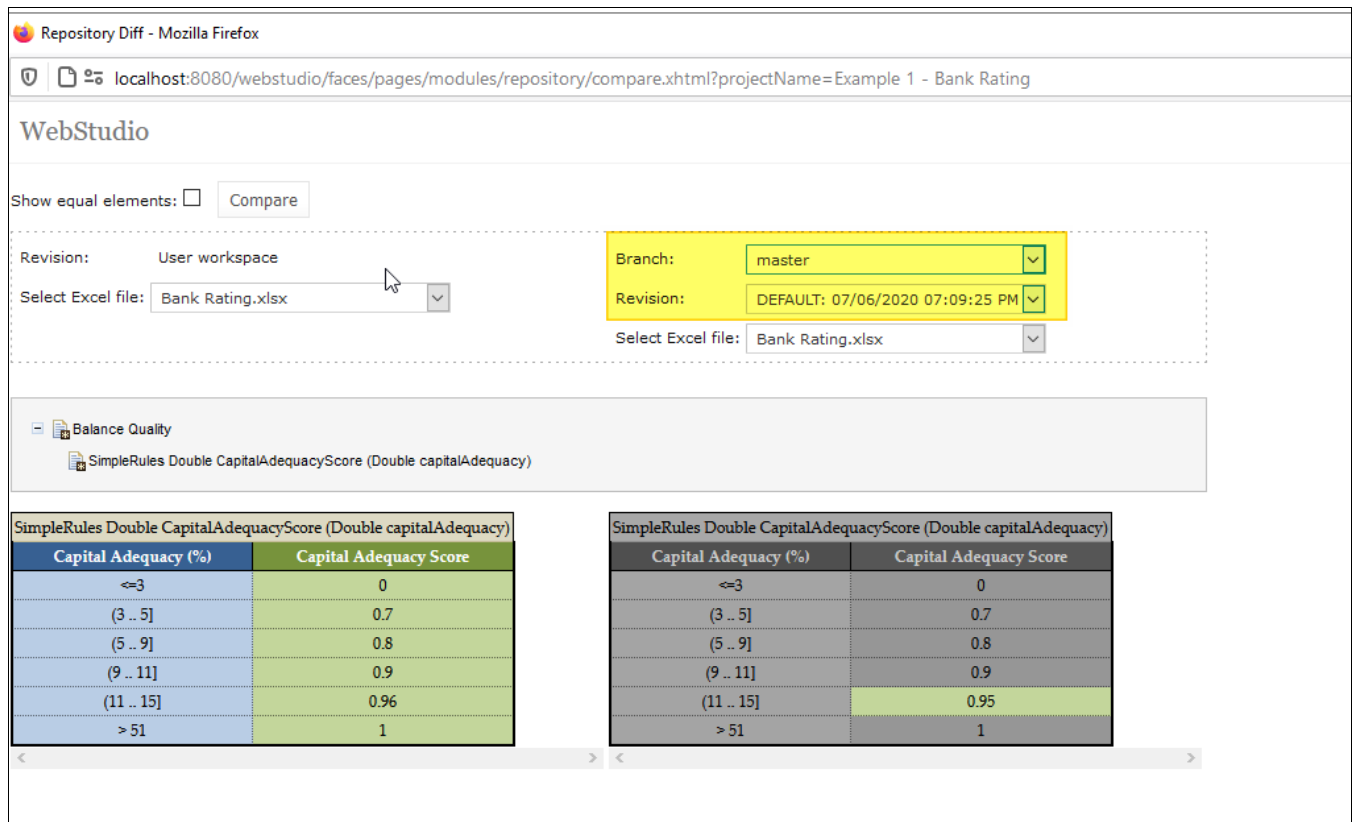 Repository Diff - Mozilla Firefox
localhost:8080/webstudio/faces/pages/modules/repository/compare.xhtml?projectName=Example 1 - Bank Rating
WebStudio
Show equal elements: Compare
Revision: User workspace
Select Excel file: Bank Rating.xlsx
Branch: master
Revision: DEFAULT: 07/06/2020 07:09:25 PM
Select Excel file: Bank Rating.xlsx
Balance Quality
SimpleRules Double CapitalAdequacyScore (Double capitalAdequacy)
SimpleRules Double CapitalAdequacyScore (Double capitalAdequacy)
Capital Adequacy (%) Capital Adequacy Score
<=3 0
(3 .. 5] 0.7
(5 .. 9] 0.8
(9 .. 11] 0.9
(11 .. 15] 0.96
> 51 1
SimpleRules Double CapitalAdequacyScore (Double capitalAdequacy)
Capital Adequacy (%) Capital Adequacy Score
<=3 0
(3 .. 5] 0.7
(5 .. 9] 0.8
(9 .. 11] 0.9
(11 .. 15] 0.95
> 51 1